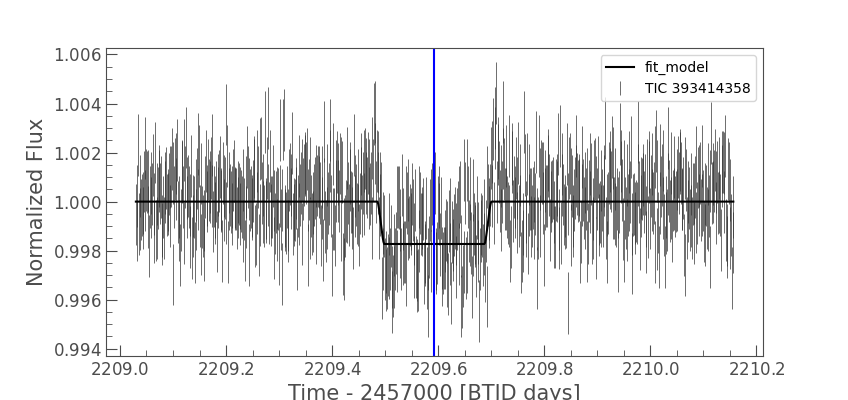 1.006
1.004
1.002
1.000
0.998
0.996
0.994
Normalized Flux
fit_model
TIC 393414358
2209.0 2209.2 2209.4 2209.6 2209.8 2210.0 2210.2
Time - 2457000 [BTJD days]